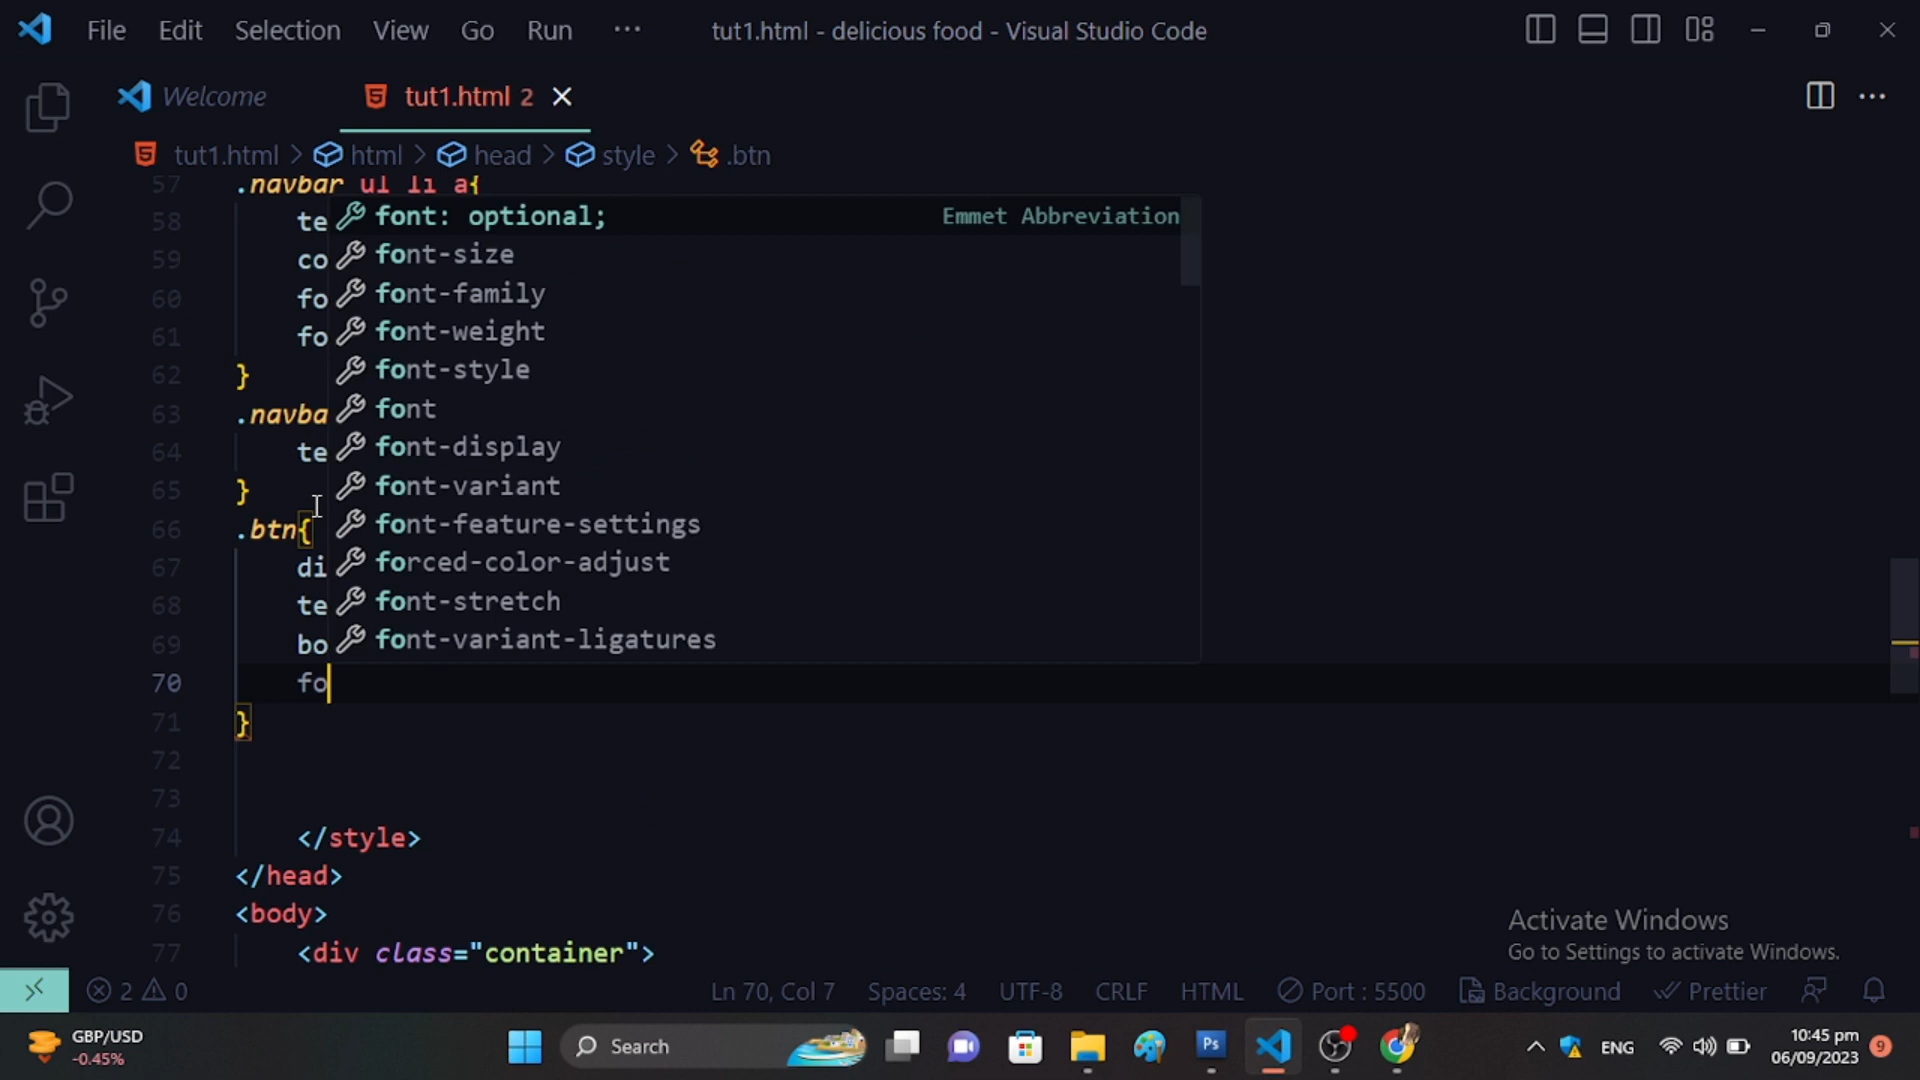 File Edit Selection View Go Run ··· tut1.html - delicious food - Visual Studio Code
Welcome tut1.html 2
tut1.html > html > head > style > .btn
57 .navbar ul li a{
58 te
59 co
60 fo
61 fo
62 }
63 .navba
64 te
65 }
66 .btn{
67 di
68 te
69 bo
70 fo
71 }
72
73
74 </style>
75 </head>
76 <body>
77 <div class="container">
font: optional; Emmet Abbreviation
font-size
font-family
font-weight
font-style
font
font-display
font-variant
font-feature-settings
forced-color-adjust
font-stretch
font-variant-ligatures
Activate Windows
Go to Settings to activate Windows.
2 0 Ln 70, Col 7 Spaces: 4 UTF-8 CRLF HTML Port : 5500 Background Prettier
GBP/USD
-0.45%
Search
Ps
ENG
10:45 pm
06/09/2023
9